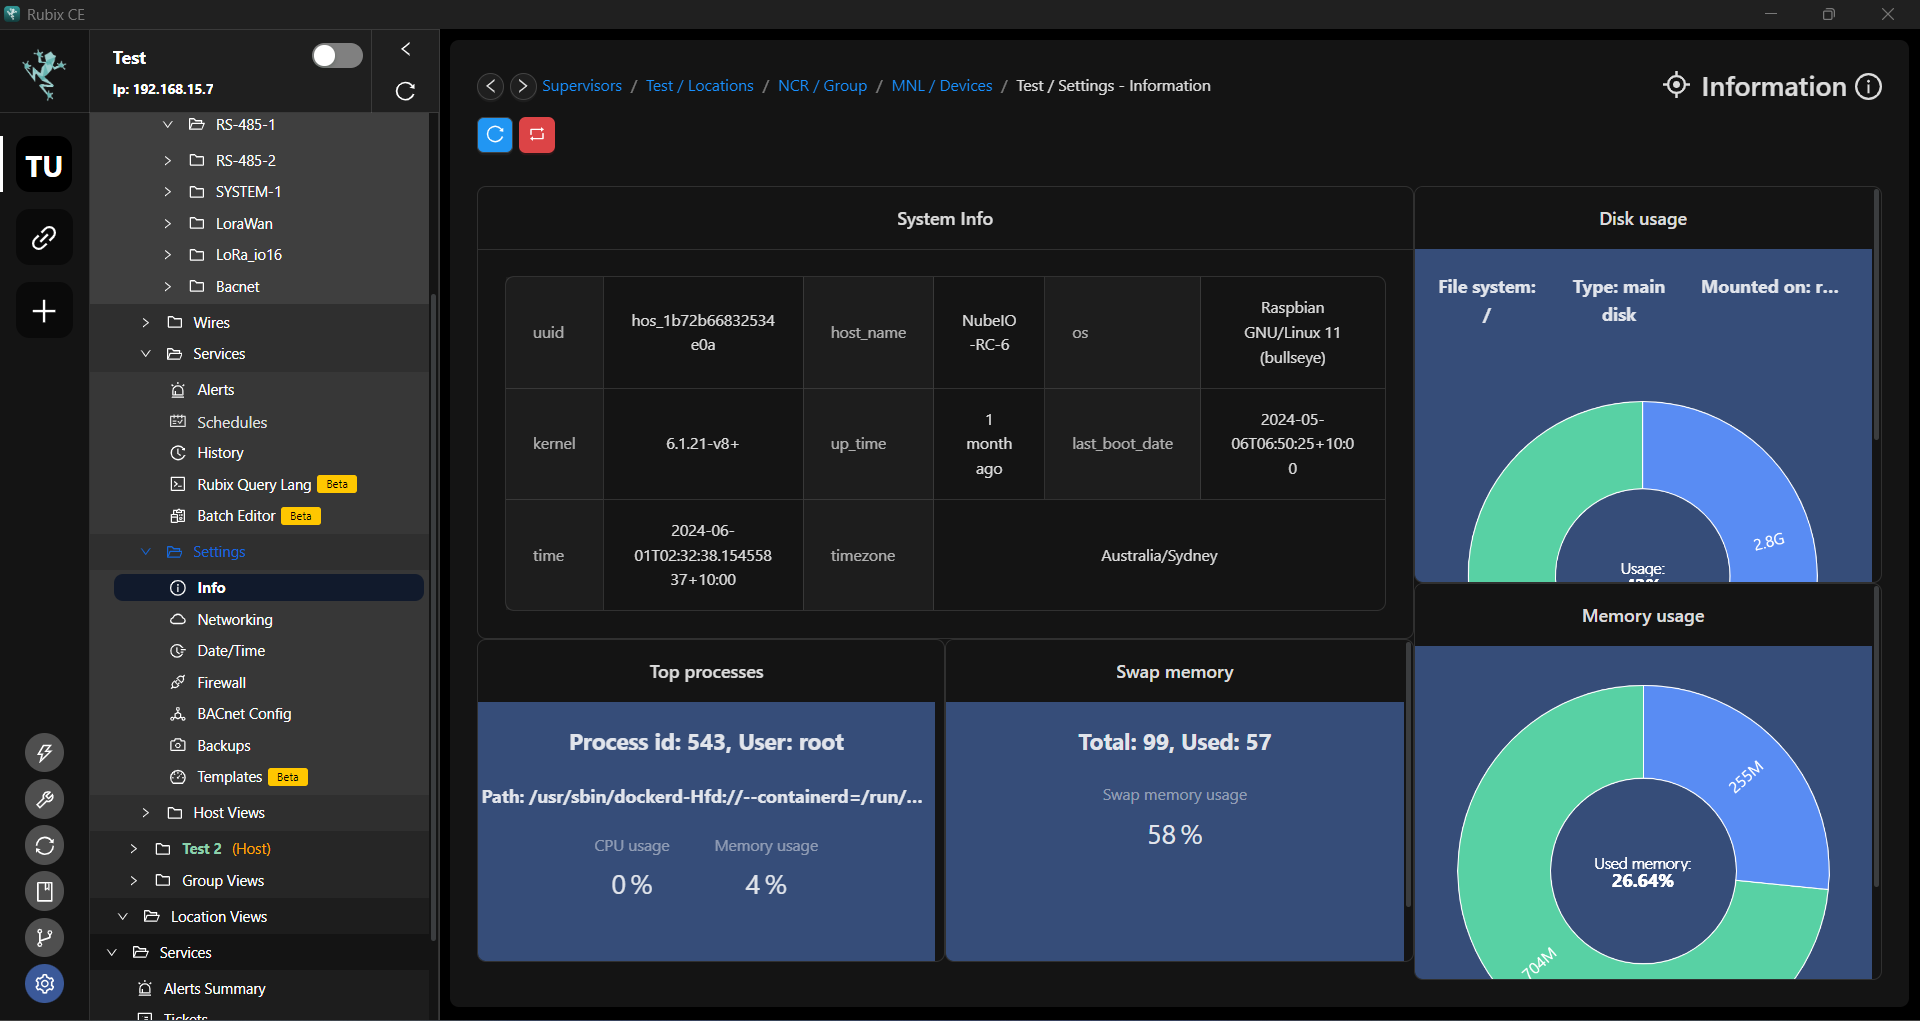 Rubix CE
Test
Ip: 192.168.15.7
TU
RS-485-1
RS-485-2
SYSTEM-1
LoraWan
LoRa_io16
Bacnet
Wires
Services
Alerts
Schedules
History
Rubix Query Lang Beta
Batch Editor Beta
Settings
Info
Networking
Date/Time
Firewall
BACnet Config
Backups
Templates Beta
Host Views
Test 2 (Host)
Group Views
Location Views
Services
Alerts Summary
Tickets
Supervisors / Test / Locations / NCR / Group / MNL / Devices / Test / Settings - Information
Information
System Info
uuid
hos_1b72b66832534
e0a
host_name
NubeIO
-RC-6
os
Raspbian
GNU/Linux 11
(bullseye)
kernel
6.1.21-v8+
up_time
1
month
ago
last_boot_date
2024-05-
06T06:50:25+10:0
0
time
2024-06-
01T02:32:38.154558
37+10:00
timezone
Australia/Sydney
Disk usage
File system:
/
Type: main
disk
Mounted on: r...
2.8G
Usage:
Top processes
Process id: 543, User: root
Path: /usr/sbin/dockerd-Hfd://--containerd=/run/...
CPU usage
0 %
Memory usage
4 %
Swap memory
Total: 99, Used: 57
Swap memory usage
58 %
Memory usage
255M
Used memory:
26.64%
704M